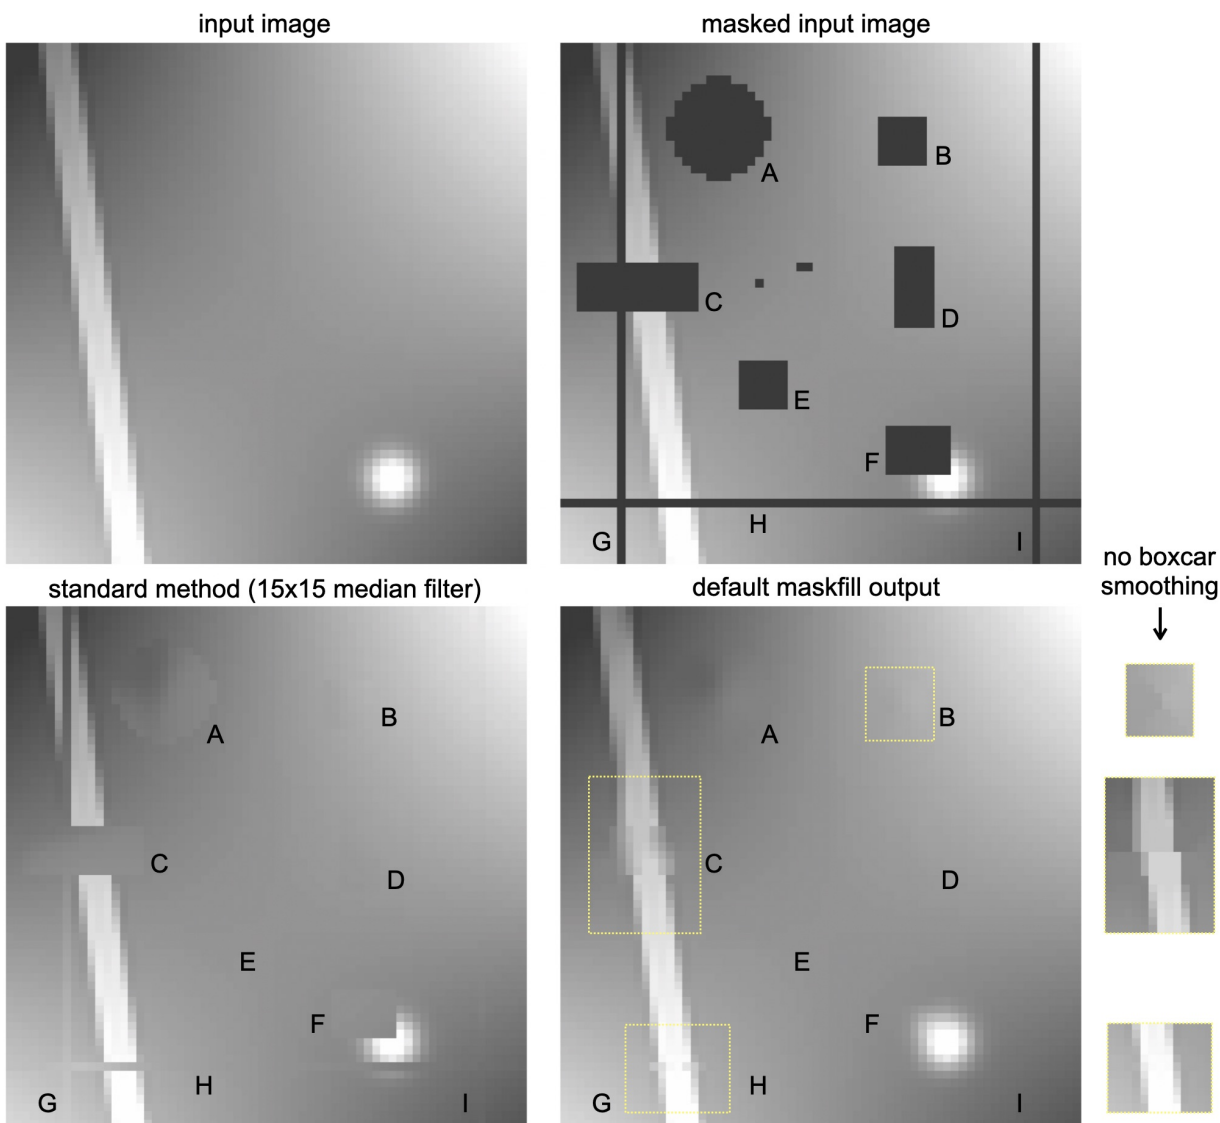 input image
masked input image
A
B
C
D
E
F
H
G
I
no boxcar
smoothing
standard method (15x15 median filter)
default maskfill output
A
B
C
D
E
F
H
G
I
A
B
C
D
E
F
H
G
I